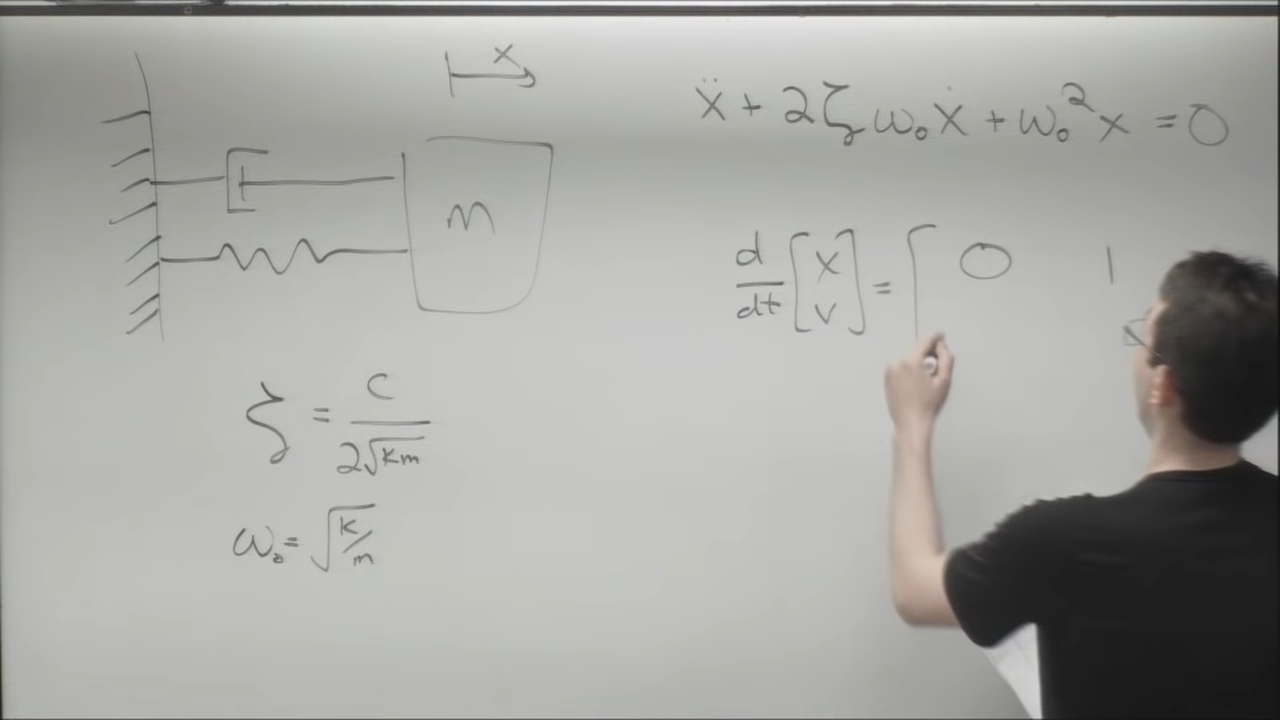 x
m
ζ = c / 2√km
ω₀ = √k/m
ẍ + 2ζω₀ẋ + ω₀²x = 0
d/dt [x v] = [ 0 1